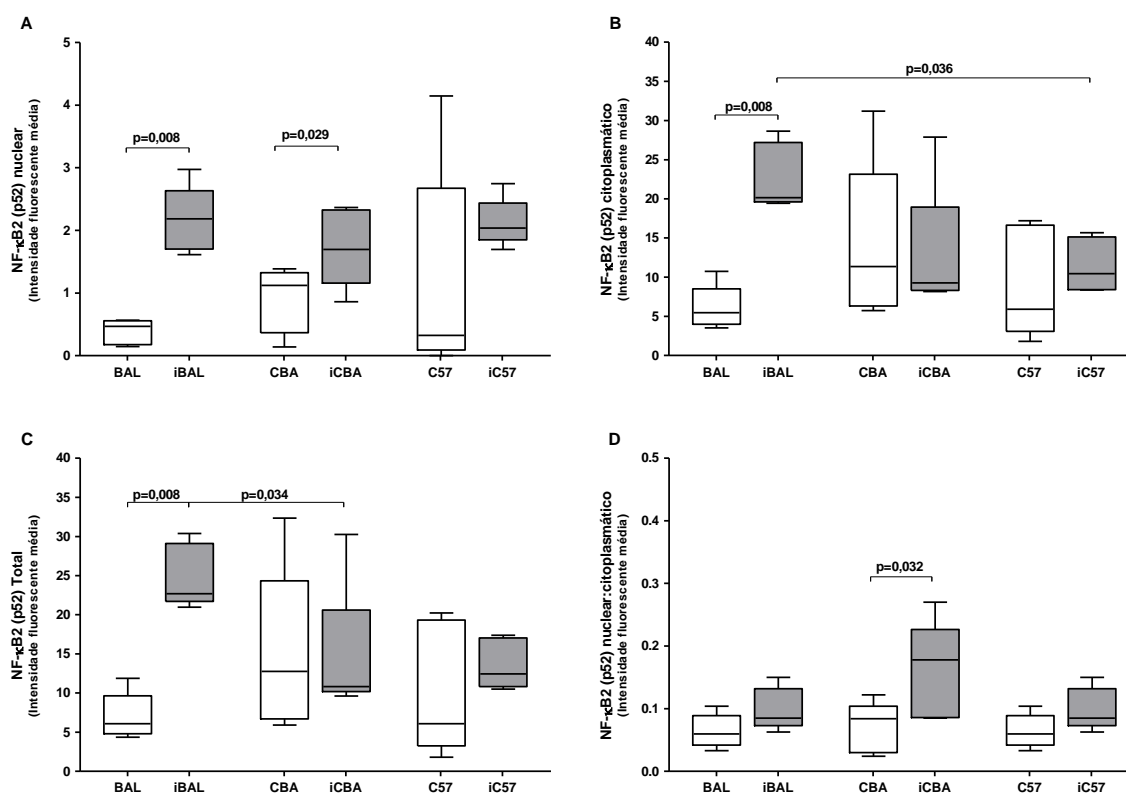 A
NF-κB2 (p52) nuclear
(Intensidade fluorescente média)
5
4
3
2
1
0
p=0,008
p=0,029
BAL iBAL CBA iCBA C57 iC57
B
NF-κB2 (p52) citoplasmático
(Intensidade fluorescente média)
40
35
30
25
20
15
10
5
0
p=0,036
p=0,008
BAL iBAL CBA iCBA C57 iC57
C
NF-κB2 (p52) Total
(Intensidade fluorescente média)
40
35
30
25
20
15
10
5
0
p=0,008 p=0,034
BAL iBAL CBA iCBA C57 iC57
D
NF-κB2 (p52) nuclear:citoplasmático
(Intensidade fluorescente média)
0.5
0.4
0.3
0.2
0.1
0.0
p=0,032
BAL iBAL CBA iCBA C57 iC57